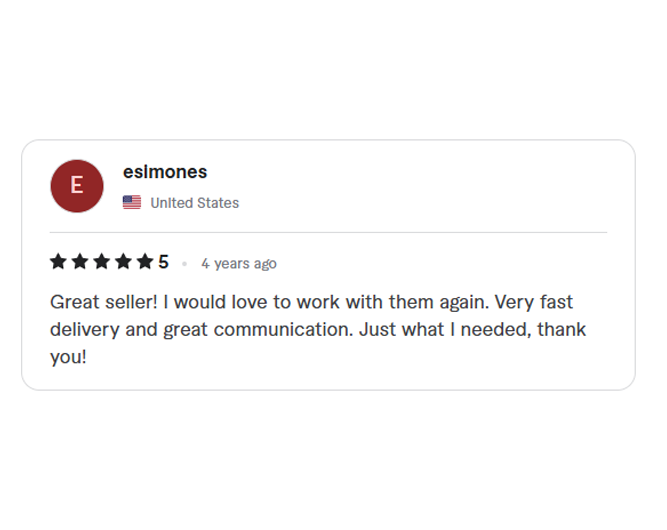 E
eslmones
United States
5 • 4 years ago
Great seller! I would love to work with them again. Very fast
delivery and great communication. Just what I needed, thank
you!